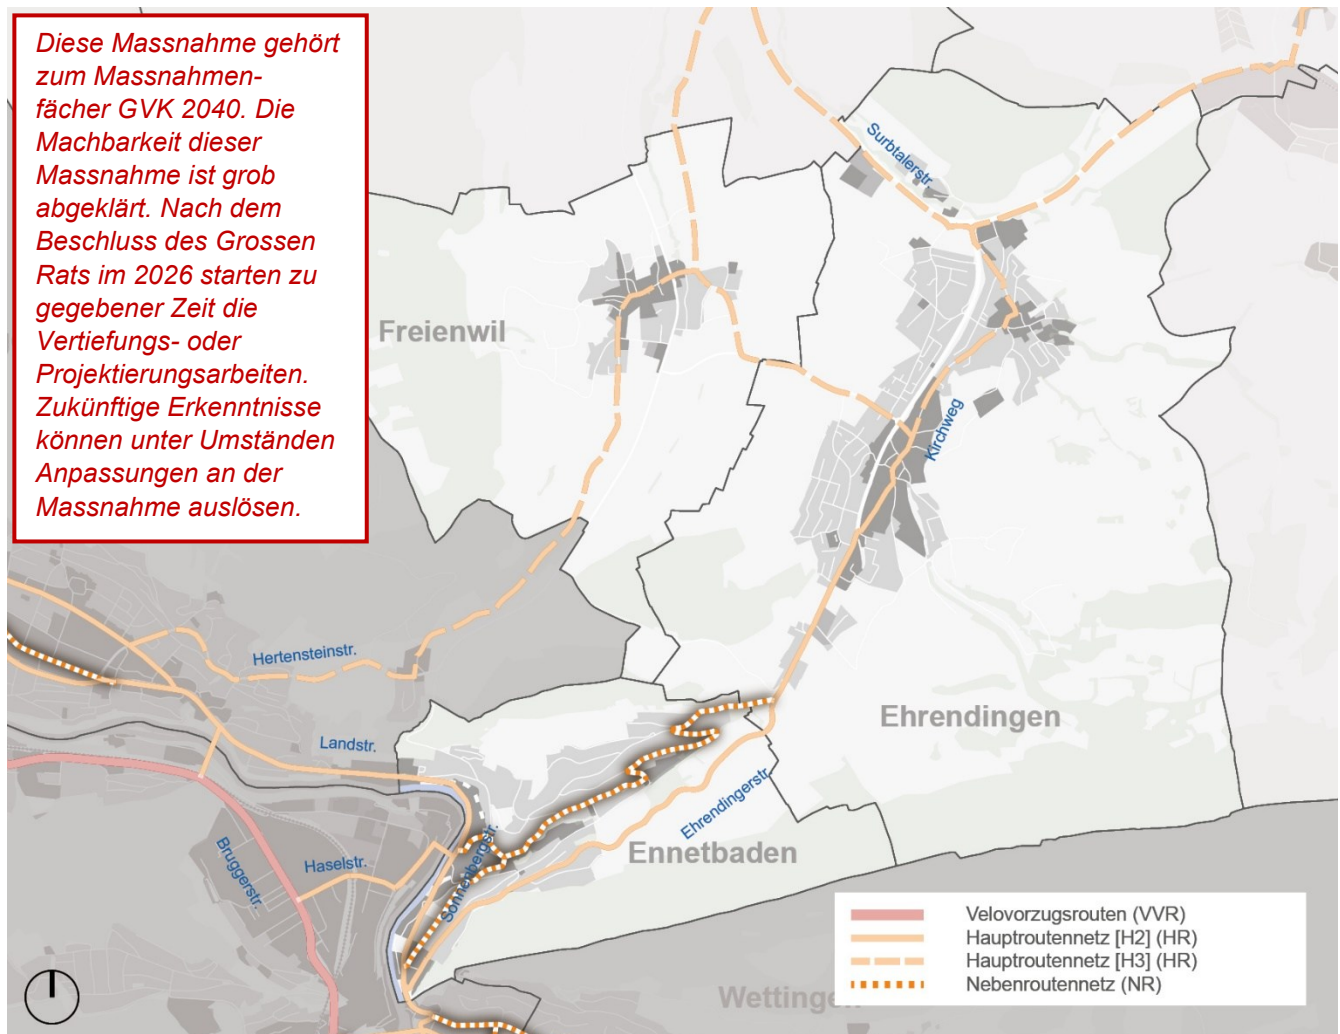 Diese Massnahme gehört
zum Massnahmen-
fächer GVK 2040. Die
Machbarkeit dieser
Massnahme ist grob
abgeklärt. Nach dem
Beschluss des Grossen
Rats im 2026 starten zu
gegebener Zeit die
Vertiefungs- oder
Projektierungsarbeiten.
Zukünftige Erkenntnisse
können unter Umständen
Anpassungen an der
Massnahme auslösen.
Surbtalerstr.
Freienwil
Kirchweg
Hertensteinstr.
Ehrendingen
Landstr.
Ehrendingerstr.
Ennetbaden
Sonnenbergstr.
Haselstr.
Bruggerstr.
Wettingen
Velovorzugsrouten (VVR)
Hauptroutennetz [H2] (HR)
Hauptroutennetz [H3] (HR)
Nebenroutennetz (NR)